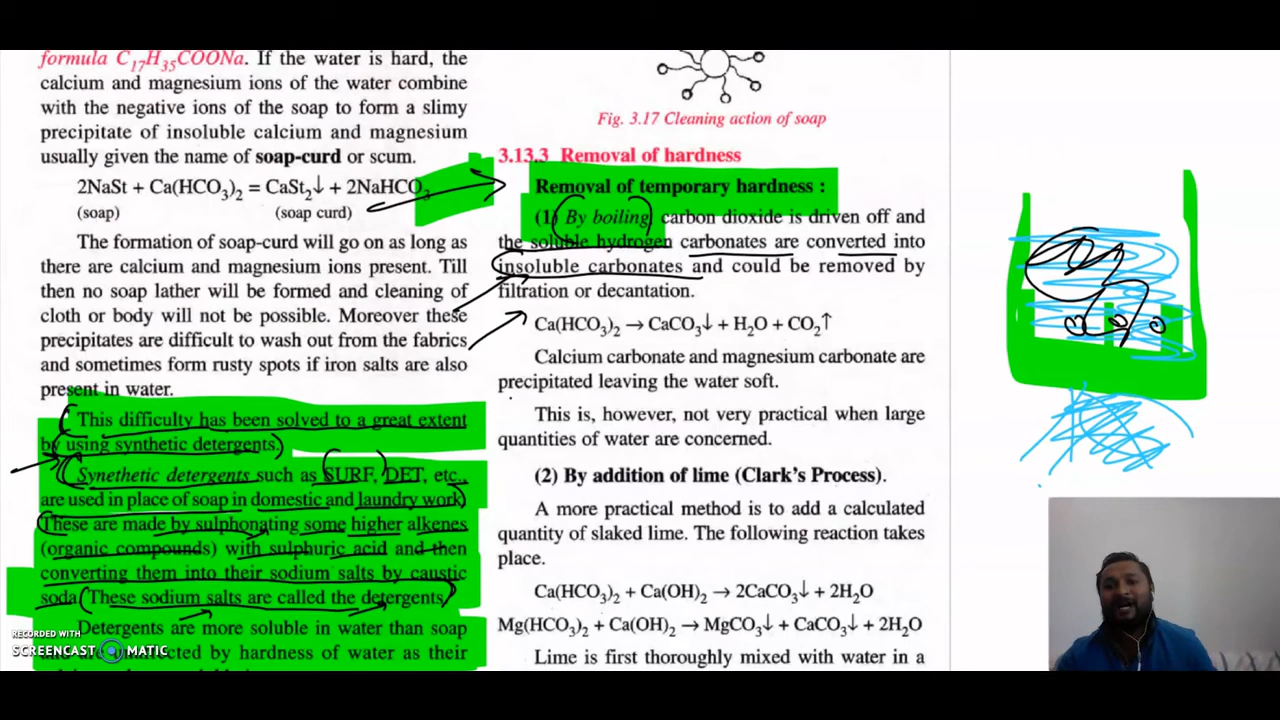 formula C₁₇H₃₅COONa. If the water is hard, the
calcium and magnesium ions of the water combine
with the negative ions of the soap to form a slimy
precipitate of insoluble calcium and magnesium
usually given the name of soap-curd or scum.
2NaSt + Ca(HCO₃)₂ = CaSt₂↓ + 2NaHCO₃
(soap) (soap curd)
The formation of soap-curd will go on as long as
there are calcium and magnesium ions present. Till
then no soap lather will be formed and cleaning of
cloth or body will not be possible. Moreover these
precipitates are difficult to wash out from the fabrics
and sometimes form rusty spots if iron salts are also
present in water.
This difficulty has been solved to a great extent
by using synthetic detergents.
Synethetic detergents such as SURF, DET, etc.,
are used in place of soap in domestic and laundry work.
These are made by sulphonating some higher alkenes
(organic compounds) with sulphuric acid and then
converting them into their sodium salts by caustic
soda (These sodium salts are called the detergents)
Detergents are more soluble in water than soap
unaffected by hardness of water as their
Fig. 3.17 Cleaning action of soap
3.13.3 Removal of hardness
Removal of temporary hardness :
(1) By boiling carbon dioxide is driven off and
the soluble hydrogen carbonates are converted into
insoluble carbonates and could be removed by
filtration or decantation.
Ca(HCO₃)₂ → CaCO₃↓ + H₂O + CO₂↑
Calcium carbonate and magnesium carbonate are
precipitated leaving the water soft.
This is, however, not very practical when large
quantities of water are concerned.
(2) By addition of lime (Clark's Process).
A more practical method is to add a calculated
quantity of slaked lime. The following reaction takes
place.
Ca(HCO₃)₂ + Ca(OH)₂ → 2CaCO₃↓ + 2H₂O
Mg(HCO₃)₂ + Ca(OH)₂ → MgCO₃↓ + CaCO₃↓ + 2H₂O
Lime is first thoroughly mixed with water in a
RECORDED WITH
SCREENCAST MATIC